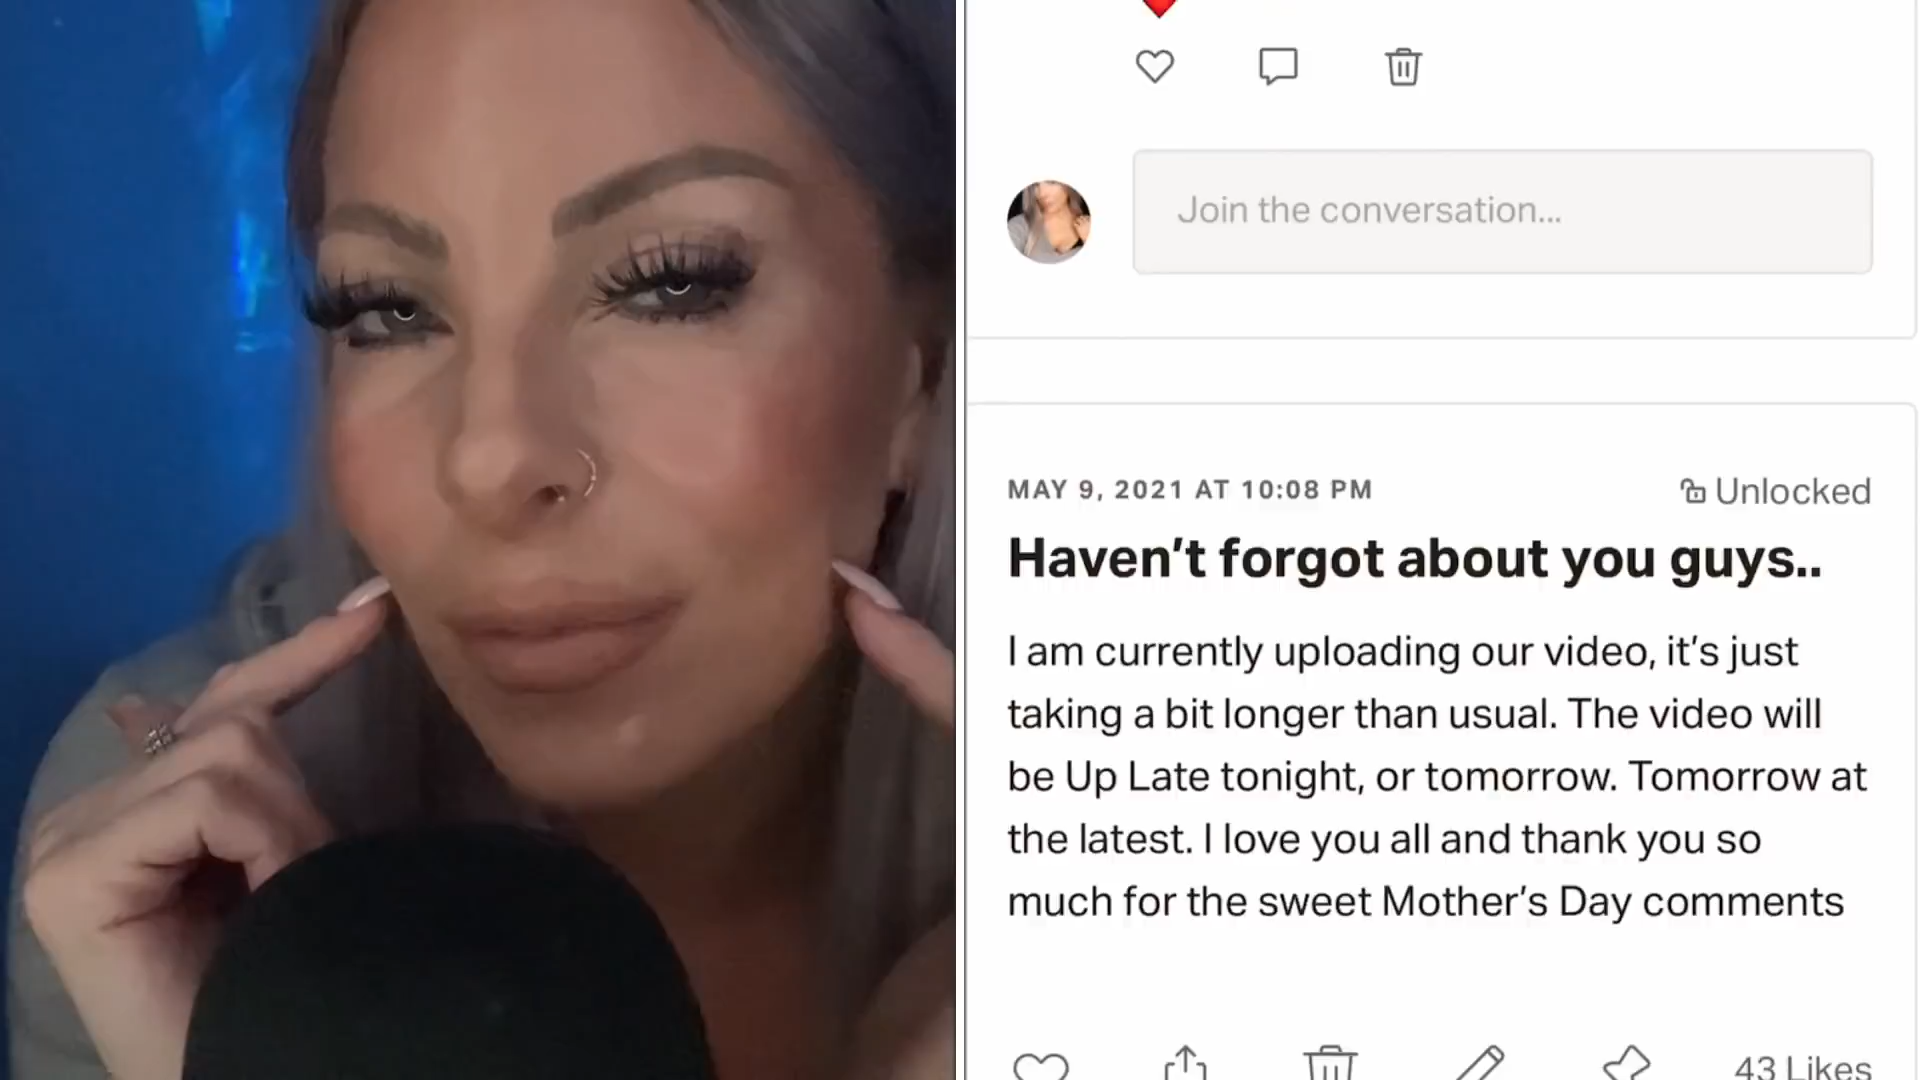 Join the conversation...
MAY 9, 2021 AT 10:08 PM
Unlocked
Haven't forgot about you guys..
I am currently uploading our video, it's just
taking a bit longer than usual. The video will
be Up Late tonight, or tomorrow. Tomorrow at
the latest. I love you all and thank you so
much for the sweet Mother's Day comments
43 Likes